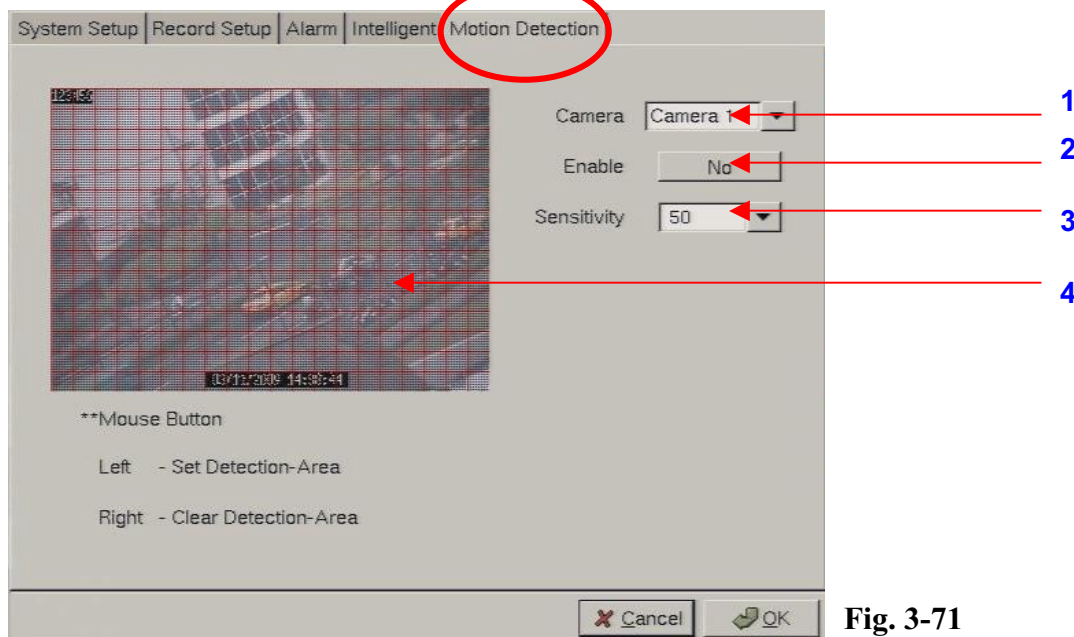 System Setup Record Setup Alarm Intelligent Motion Detection
Camera Camera 1
1
Enable No
2
Sensitivity 50
3
4
**Mouse Button
Left - Set Detection-Area
Right - Clear Detection-Area
Cancel OK
Fig. 3-71